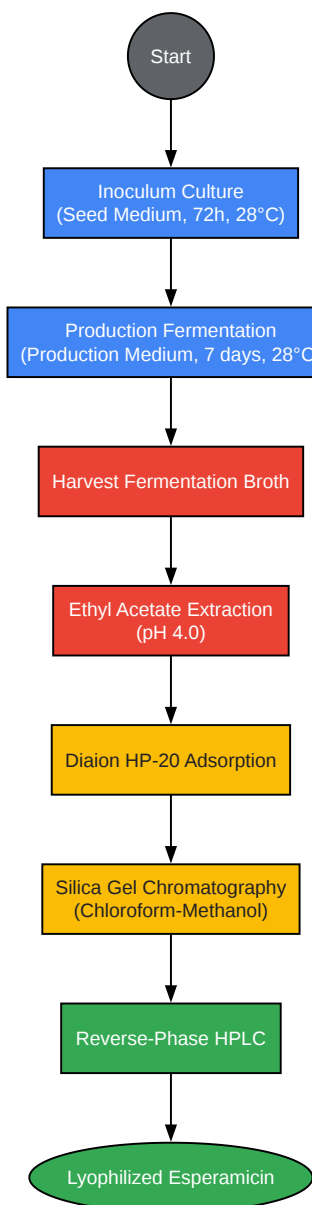 Start
Inoculum Culture
(Seed Medium, 72h, 28°C)
Production Fermentation
(Production Medium, 7 days, 28°C
Harvest Fermentation Broth
Ethyl Acetate Extraction
(pH 4.0)
Diaion HP-20 Adsorption
Silica Gel Chromatography
(Chloroform-Methanol)
Reverse-Phase HPLC
Lyophilized Esperamicin